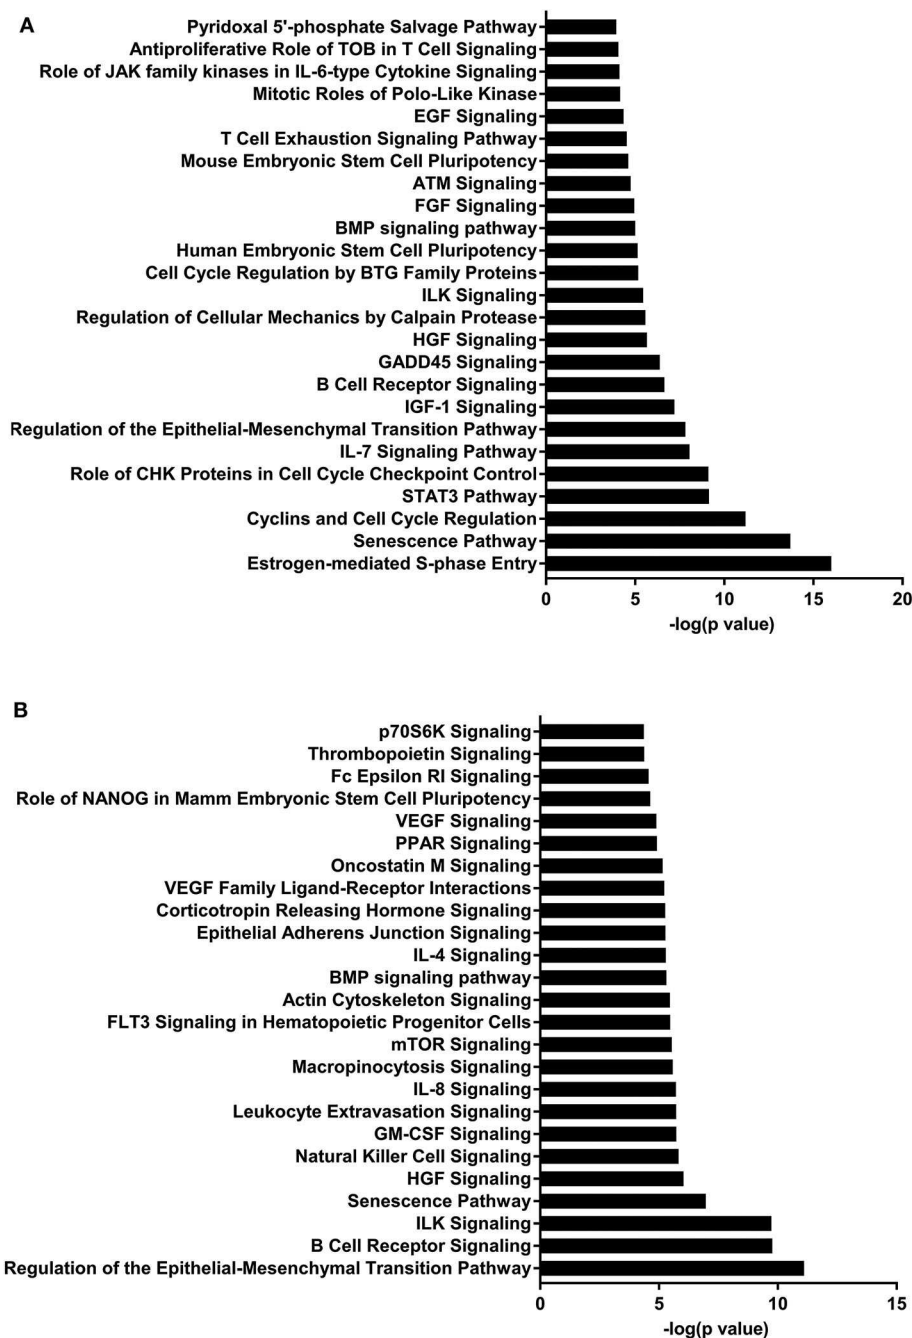 A
Pyridoxal 5'-phosphate Salvage Pathway
Antiproliferative Role of TOB in T Cell Signaling
Role of JAK family kinases in IL-6-type Cytokine Signaling
Mitotic Roles of Polo-Like Kinase
EGF Signaling
T Cell Exhaustion Signaling Pathway
Mouse Embryonic Stem Cell Pluripotency
ATM Signaling
FGF Signaling
BMP signaling pathway
Human Embryonic Stem Cell Pluripotency
Cell Cycle Regulation by BTG Family Proteins
ILK Signaling
Regulation of Cellular Mechanics by Calpain Protease
HGF Signaling
GADD45 Signaling
B Cell Receptor Signaling
IGF-1 Signaling
Regulation of the Epithelial-Mesenchymal Transition Pathway
IL-7 Signaling Pathway
Role of CHK Proteins in Cell Cycle Checkpoint Control
STAT3 Pathway
Cyclins and Cell Cycle Regulation
Senescence Pathway
Estrogen-mediated S-phase Entry
0 5 10 15 20
-log(p value)
B
p70S6K Signaling
Thrombopoietin Signaling
Fc Epsilon RI Signaling
Role of NANOG in Mamm Embryonic Stem Cell Pluripotency
VEGF Signaling
PPAR Signaling
Oncostatin M Signaling
VEGF Family Ligand-Receptor Interactions
Corticotropin Releasing Hormone Signaling
Epithelial Adherens Junction Signaling
IL-4 Signaling
BMP signaling pathway
Actin Cytoskeleton Signaling
FLT3 Signaling in Hematopoietic Progenitor Cells
mTOR Signaling
Macropinocytosis Signaling
IL-8 Signaling
Leukocyte Extravasation Signaling
GM-CSF Signaling
Natural Killer Cell Signaling
HGF Signaling
Senescence Pathway
ILK Signaling
B Cell Receptor Signaling
Regulation of the Epithelial-Mesenchymal Transition Pathway
0 5 10 15
-log(p value)